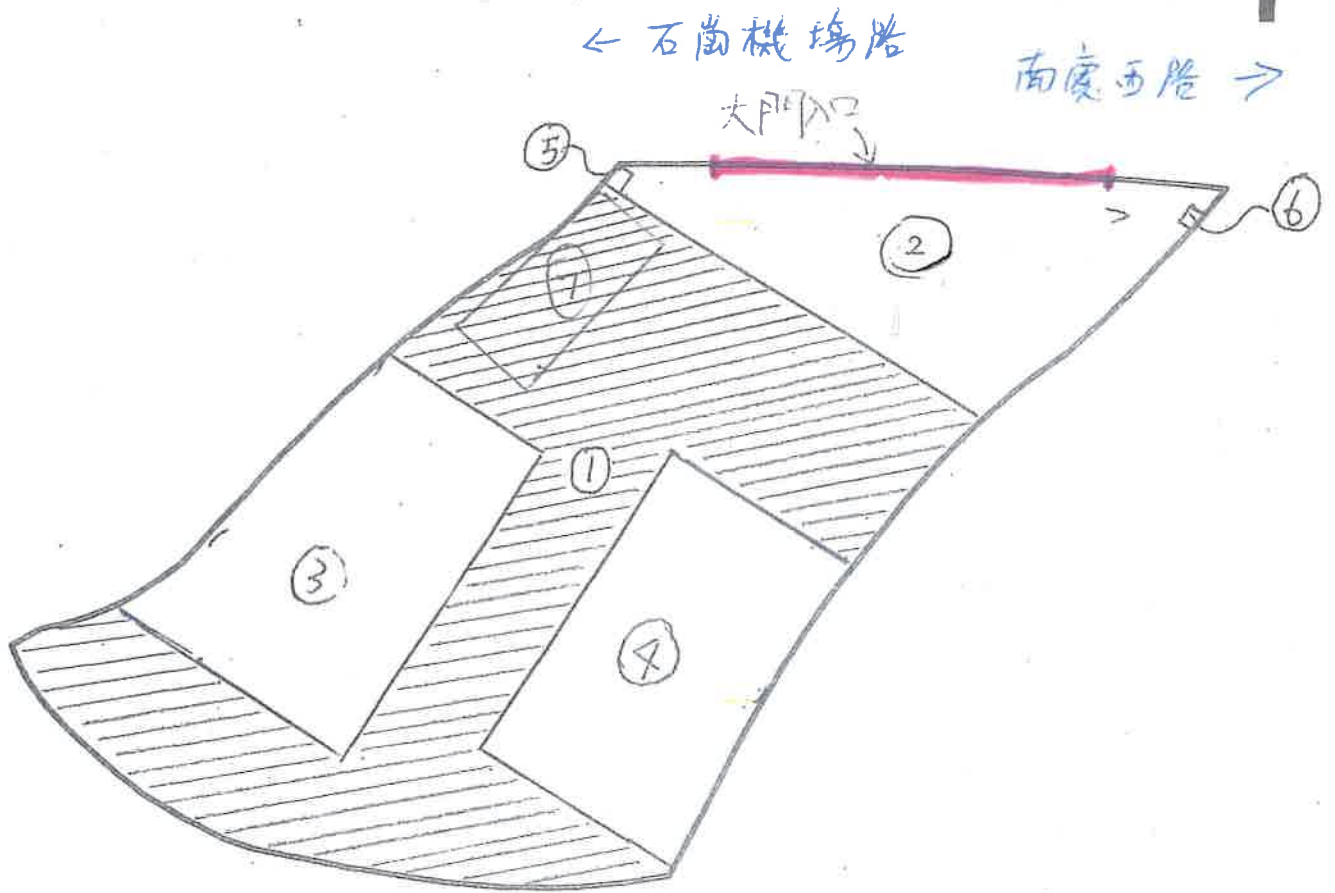 ← 石崗機場路
南慶西路 →
大門入口
⑤
⑥
②
⑦
①
③
④